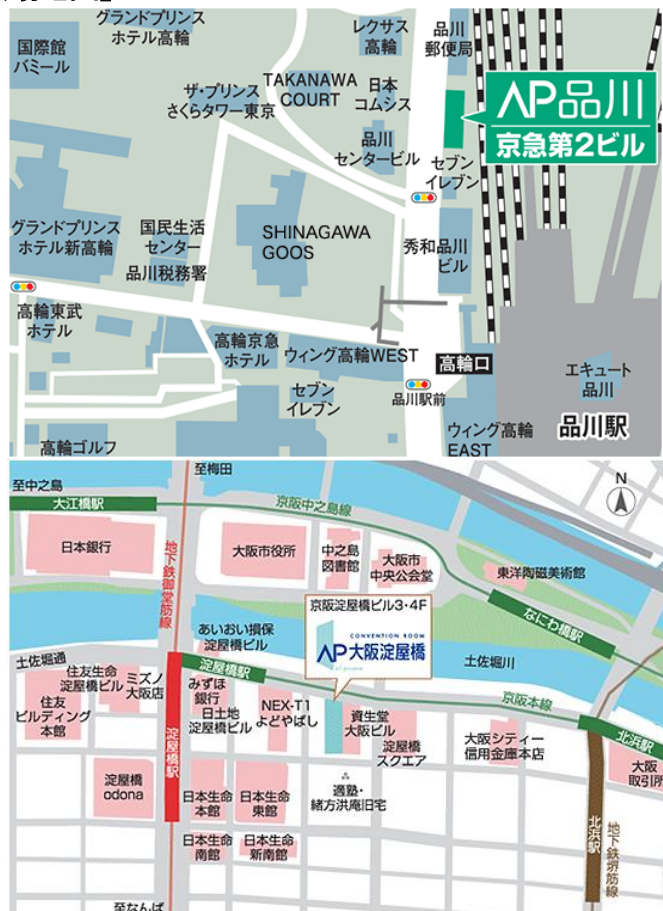 グランドプリンス
ホテル高輪
国際館
パミール
レクサス
高輪
品川
郵便局
ザ・プリンス
さくらタワー東京
TAKANAWA
COURT
日本
コムシス
AP品川
京急第2ビル
品川
センタービル
セブン
イレブン
グランドプリンス
ホテル新高輪
国民生活
センター
品川税務署
SHINAGAWA
GOOS
秀和品川
ビル
高輪東武
ホテル
高輪京急
ホテル
ウィング高輪WEST
高輪口
エキュート
品川
セブン
イレブン
品川駅前
高輪ゴルフ
ウィング高輪
EAST
品川駅
至中之島
至梅田
N
大江橋駅
京阪中之島線
日本銀行
地下鉄御堂筋線
大阪市役所
中之島
図書館
大阪市
中央公会堂
東洋陶磁美術館
なにわ橋駅
京阪淀屋橋ビル3・4F
CONVENTION ROOM
AP大阪淀屋橋
あいおい損保
淀屋橋ビル
土佐堀通
土佐堀川
住友生命
淀屋橋ビル
ミズノ
大阪店
淀屋橋駅
みずほ
銀行
京阪本線
住友
ビルディング
本館
日土地
淀屋橋ビル
NEX-T1
よどやばし
資生堂
大阪ビル
淀屋橋
スクエア
大阪シティー
信用金庫本店
北浜駅
淀屋橋駅
淀屋橋
odona
大阪
取引所
適塾・
緒方洪庵旧宅
日本生命
本館
日本生命
東館
北浜駅
地下鉄堺筋線
日本生命
南館
日本生命
新南館
至なんば